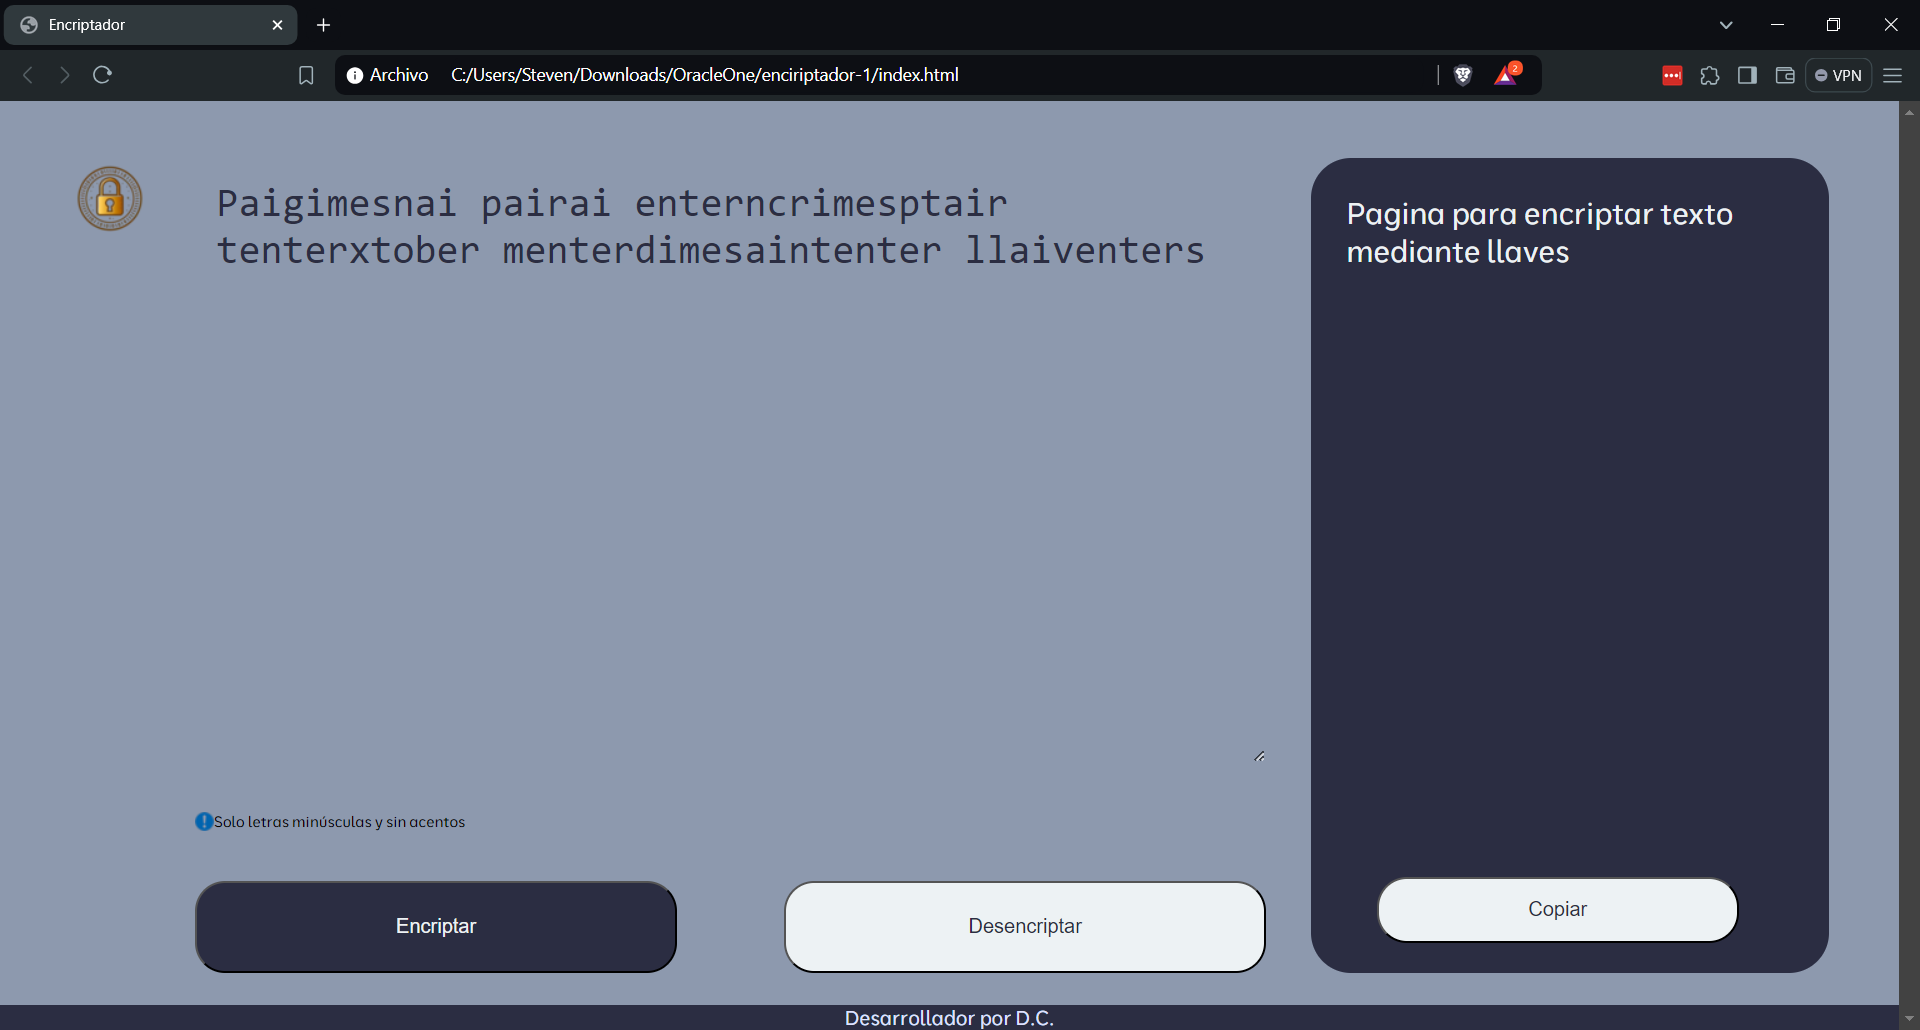 Encriptador
Archivo C:/Users/Steven/Downloads/OracleOne/enciriptador-1/index.html
2
VPN
Paigimesnai pairai enterncrimesptair
tenterxtober menterdimesaintenter llaiventers
Pagina para encriptar texto
mediante llaves
Solo letras minúsculas y sin acentos
Encriptar
Desencriptar
Copiar
Desarrollador por D.C.